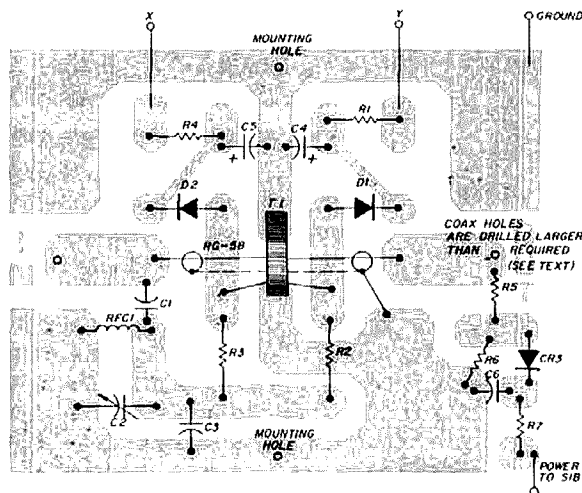 X
Y
GROUND
MOUNTING
HOLE
R4
C5
C4
R1
+
+
D2
T1
D1
RG-58
COAX HOLES
ARE DRILLED LARGER
THAN REQUIRED
(SEE TEXT)
R5
C1
RFC1
R3
R2
R6
CR3
C6
C2
C3
R7
MOUNTING
HOLE
POWER
TO S1B